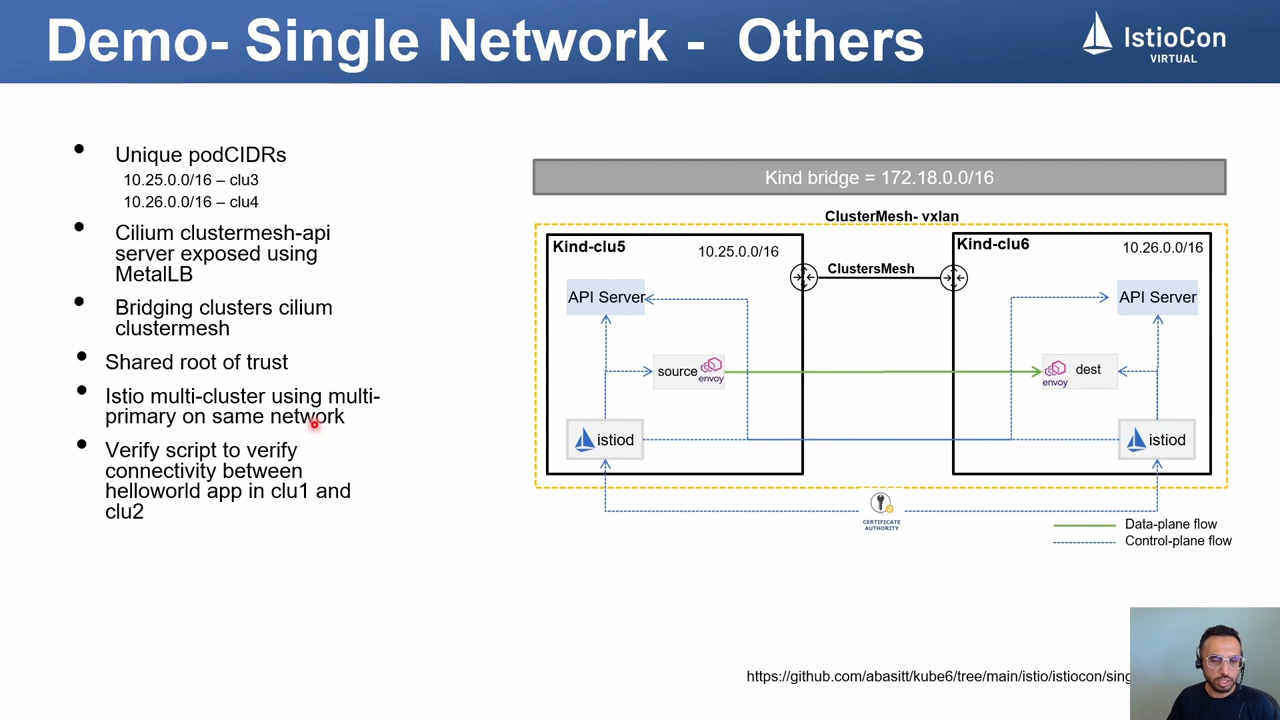 Demo- Single Network - Others
IstioCon
VIRTUAL
Unique podCIDRs
10.25.0.0/16 – clu3
10.26.0.0/16 – clu4
Cilium clustermesh-api
server exposed using
MetalLB
Bridging clusters cilium
clustermesh
Shared root of trust
Istio multi-cluster using multi-
primary on same network
Verify script to verify
connectivity between
helloworld app in clu1 and
clu2
Kind bridge = 172.18.0.0/16
ClusterMesh- vxlan
Kind-clu5
10.25.0.0/16
ClustersMesh
Kind-clu6
10.26.0.0/16
API Server
API Server
source
envoy
envoy
dest
istiod
istiod
CERTIFICATE
AUTHORITY
Data-plane flow
Control-plane flow
https://github.com/abasitt/kube6/tree/main/istio/istiocon/sing